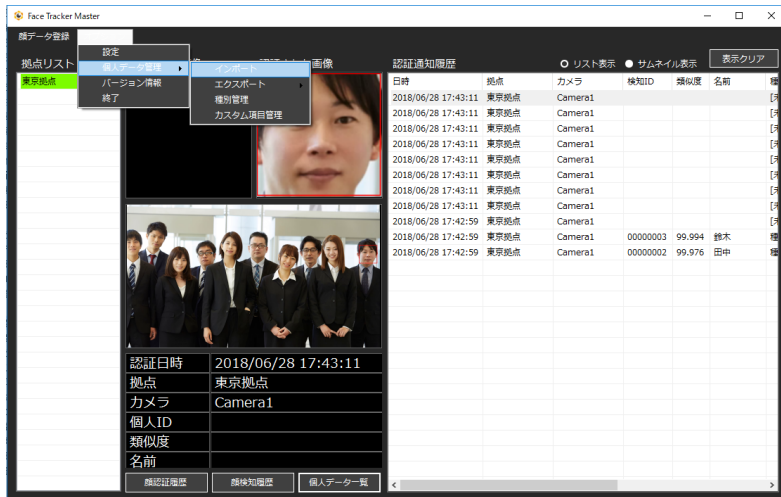 Face Tracker Master
顔データ登録
設定
個人データ管理
バージョン情報
終了
インポート
エクスポート
種別管理
カスタム項目管理
拠点リスト
画像
東京拠点
認証通知履歴
リスト表示
サムネイル表示
表示クリア
日時 拠点 カメラ 検知ID 類似度 名前 種
2018/06/28 17:43:11 東京拠点 Camera1 [未
2018/06/28 17:43:11 東京拠点 Camera1 [未
2018/06/28 17:43:11 東京拠点 Camera1 [未
2018/06/28 17:43:11 東京拠点 Camera1 [未
2018/06/28 17:43:11 東京拠点 Camera1 [未
2018/06/28 17:43:11 東京拠点 Camera1 [未
2018/06/28 17:43:11 東京拠点 Camera1 [未
2018/06/28 17:43:11 東京拠点 Camera1 [未
2018/06/28 17:42:59 東京拠点 Camera1 [未
2018/06/28 17:42:59 東京拠点 Camera1 00000003 99.994 鈴木 種
2018/06/28 17:42:59 東京拠点 Camera1 00000002 99.976 田中 種
認証日時 2018/06/28 17:43:11
拠点 東京拠点
カメラ Camera1
個人ID
類似度
名前
顔認証履歴
顔検知履歴
個人データ一覧